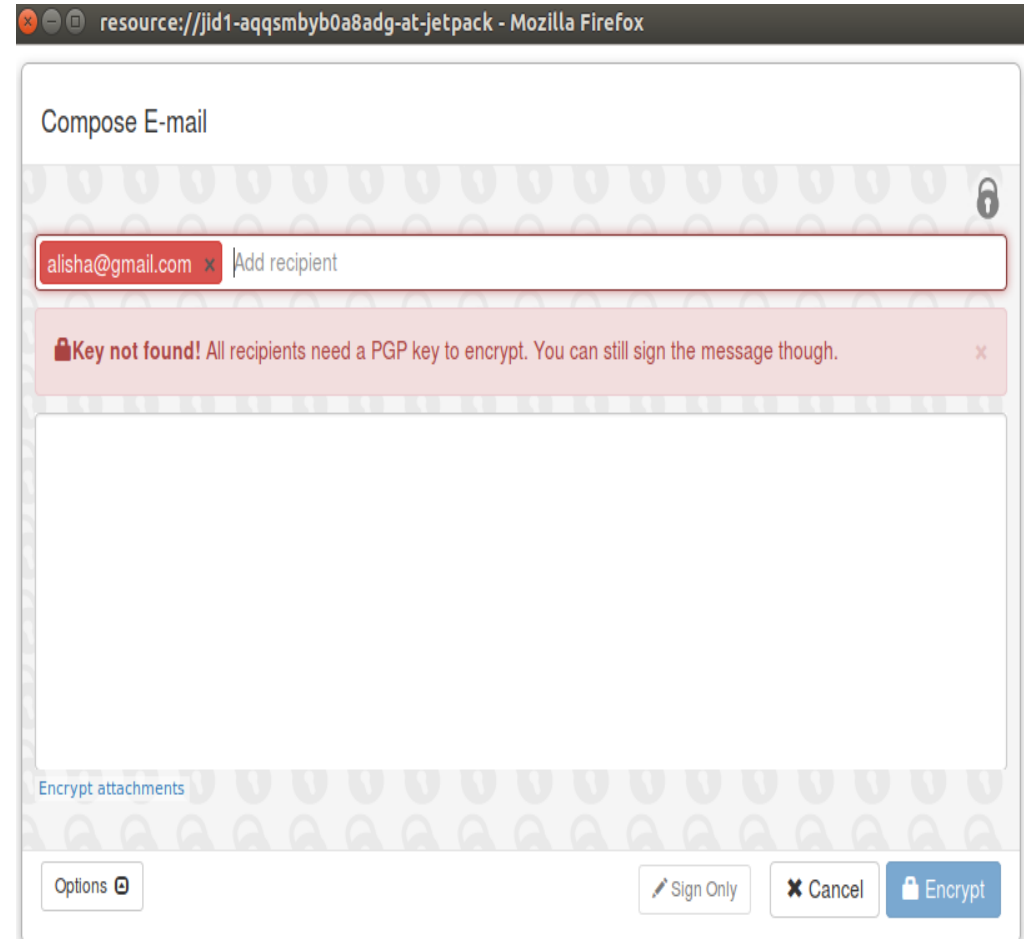 resource://jid1-aqqsmbyb0a8adg-at-jetpack - Mozilla Firefox
Compose E-mail
alisha@gmail.com × Add recipient
Key not found! All recipients need a PGP key to encrypt. You can still sign the message though. ×
Encrypt attachments
Options Sign Only Cancel Encrypt